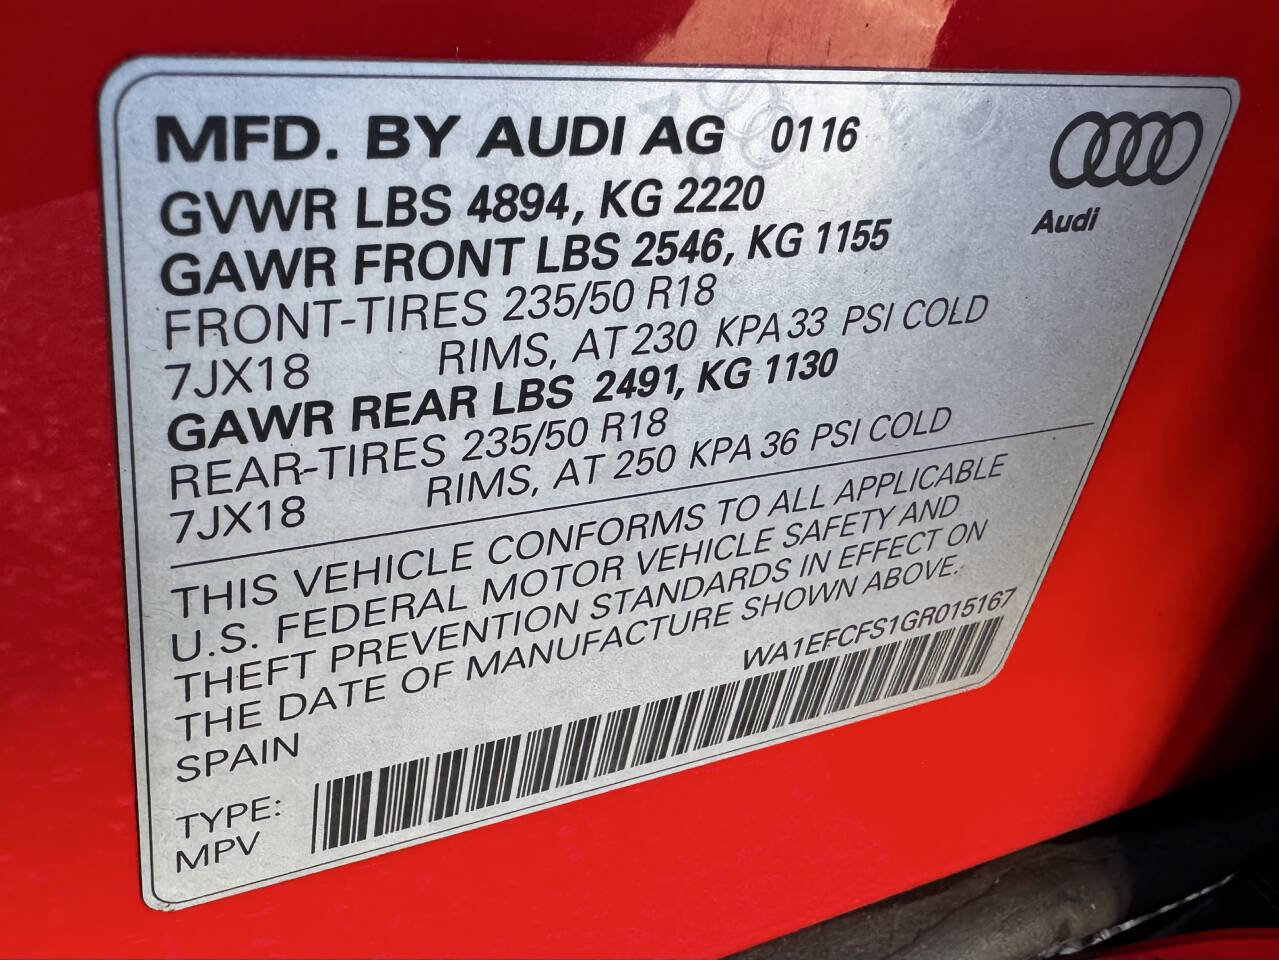 MFD. BY AUDI AG 0116
GVWR LBS 4894, KG 2220
GAWR FRONT LBS 2546, KG 1155
FRONT-TIRES 235/50 R18
7JX18 RIMS, AT 230 KPA 33 PSI COLD
GAWR REAR LBS 2491, KG 1130
REAR-TIRES 235/50 R18
7JX18 RIMS, AT 250 KPA 36 PSI COLD
Audi
THIS VEHICLE CONFORMS TO ALL APPLICABLE
U.S. FEDERAL MOTOR VEHICLE SAFETY AND
THEFT PREVENTION STANDARDS IN EFFECT ON
THE DATE OF MANUFACTURE SHOWN ABOVE.
SPAIN
WA1EFCFS1GR015167
TYPE:
MPV